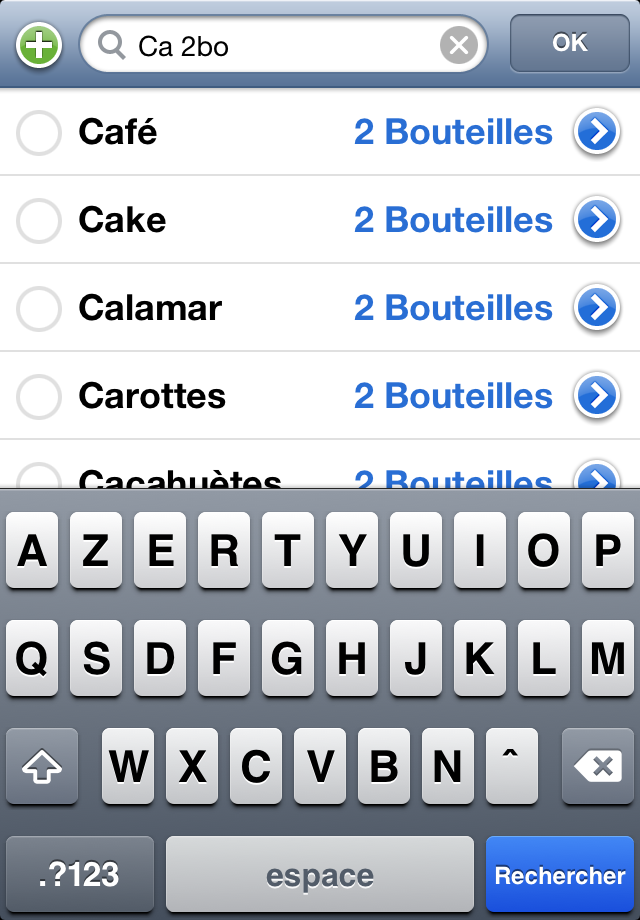 Ca 2bo OK
Café 2 Bouteilles
Cake 2 Bouteilles
Calamar 2 Bouteilles
Carottes 2 Bouteilles
Cacahuètes 2 Bouteilles
A Z E R T Y U I O P
Q S D F G H J K L M
W X C V B N ^
.?123 espace Rechercher